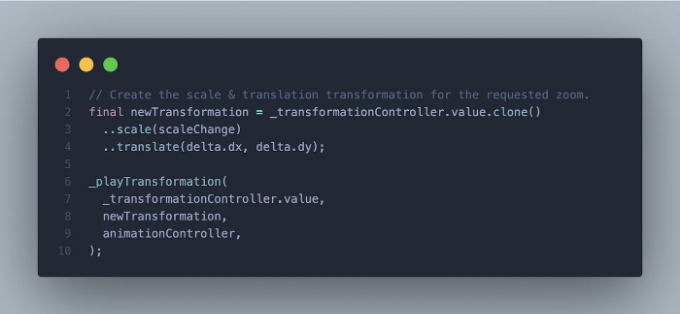 1 // Create the scale & translation transformation for the requested zoom.
2 final newTransformation = _transformationController.value.clone()
3   ..scale(scaleChange)
4   ..translate(delta.dx, delta.dy);
5
6 _playTransformation(
7   _transformationController.value,
8   newTransformation,
9   animationController,
10 );